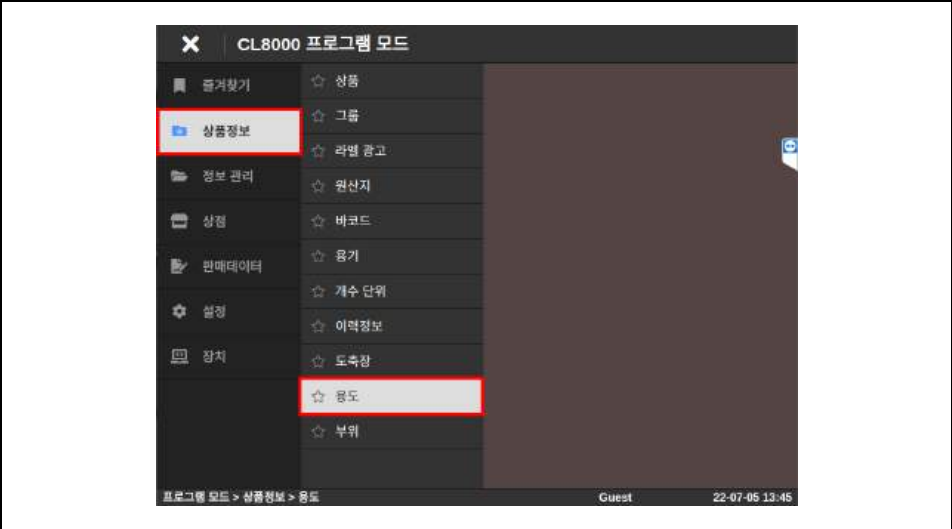 CL8000 프로그램 모드
즐겨찾기
상품정보
정보 관리
상점
판매데이터
설정
장치
상품
그룹
라벨 광고
원산지
바코드
용기
개수 단위
이력정보
도축장
용도
부위
프로그램 모드 > 상품정보 > 용도
Guest
22-07-05 13:45